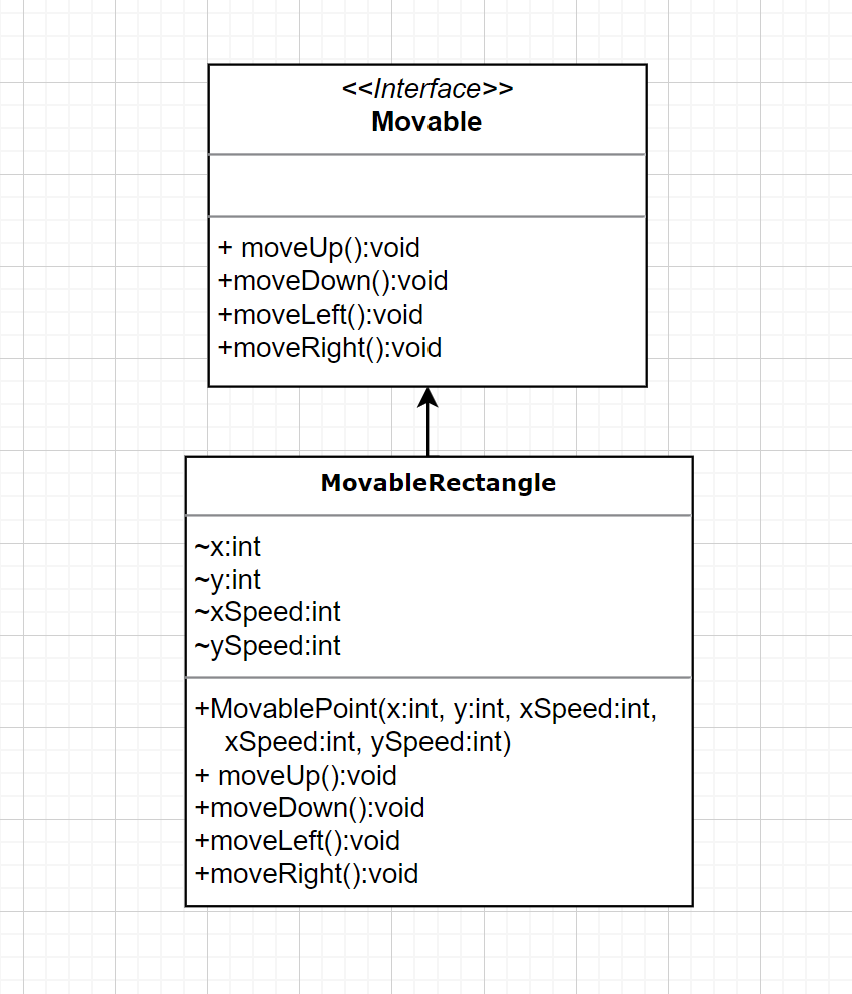 <<Interface>>
Movable
+ moveUp():void
+moveDown():void
+moveLeft():void
+moveRight():void
MovableRectangle
~x:int
~y:int
~xSpeed:int
~ySpeed:int
+MovablePoint(x:int, y:int, xSpeed:int,
xSpeed:int, ySpeed:int)
+ moveUp():void
+moveDown():void
+moveLeft():void
+moveRight():void